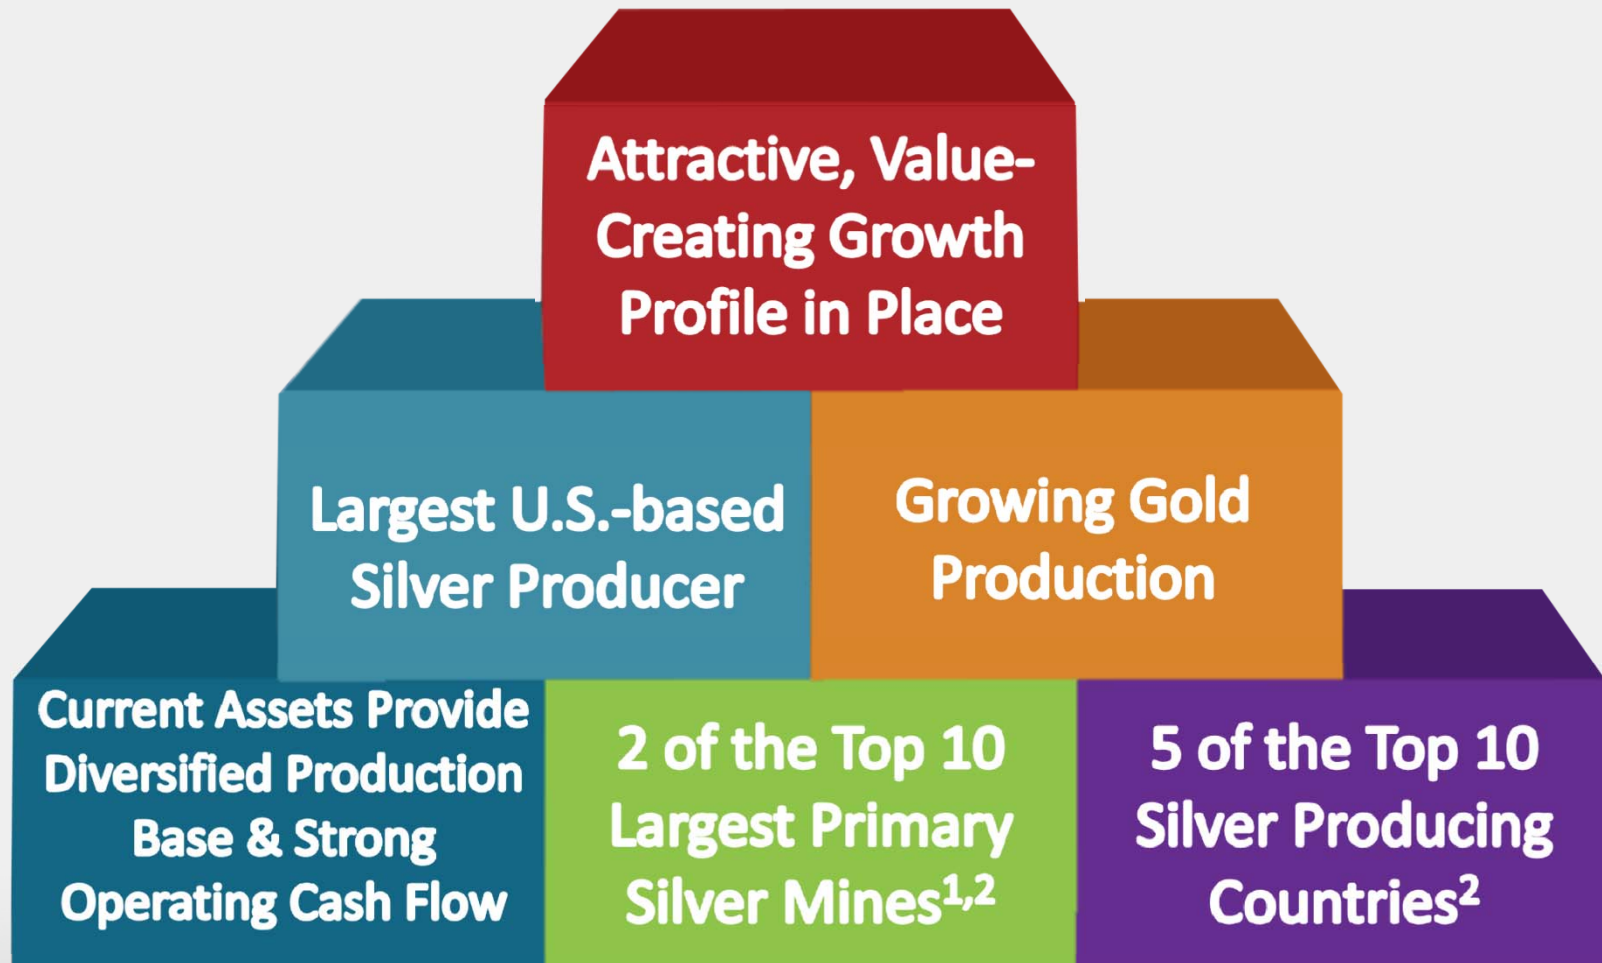 Attractive, Value-
Creating Growth
Profile in Place
Largest U.S.-based
Silver Producer
Growing Gold
Production
Current Assets Provide
Diversified Production
Base & Strong
Operating Cash Flow
2 of the Top 10
Largest Primary
Silver Mines¹,²
5 of the Top 10
Silver Producing
Countries²